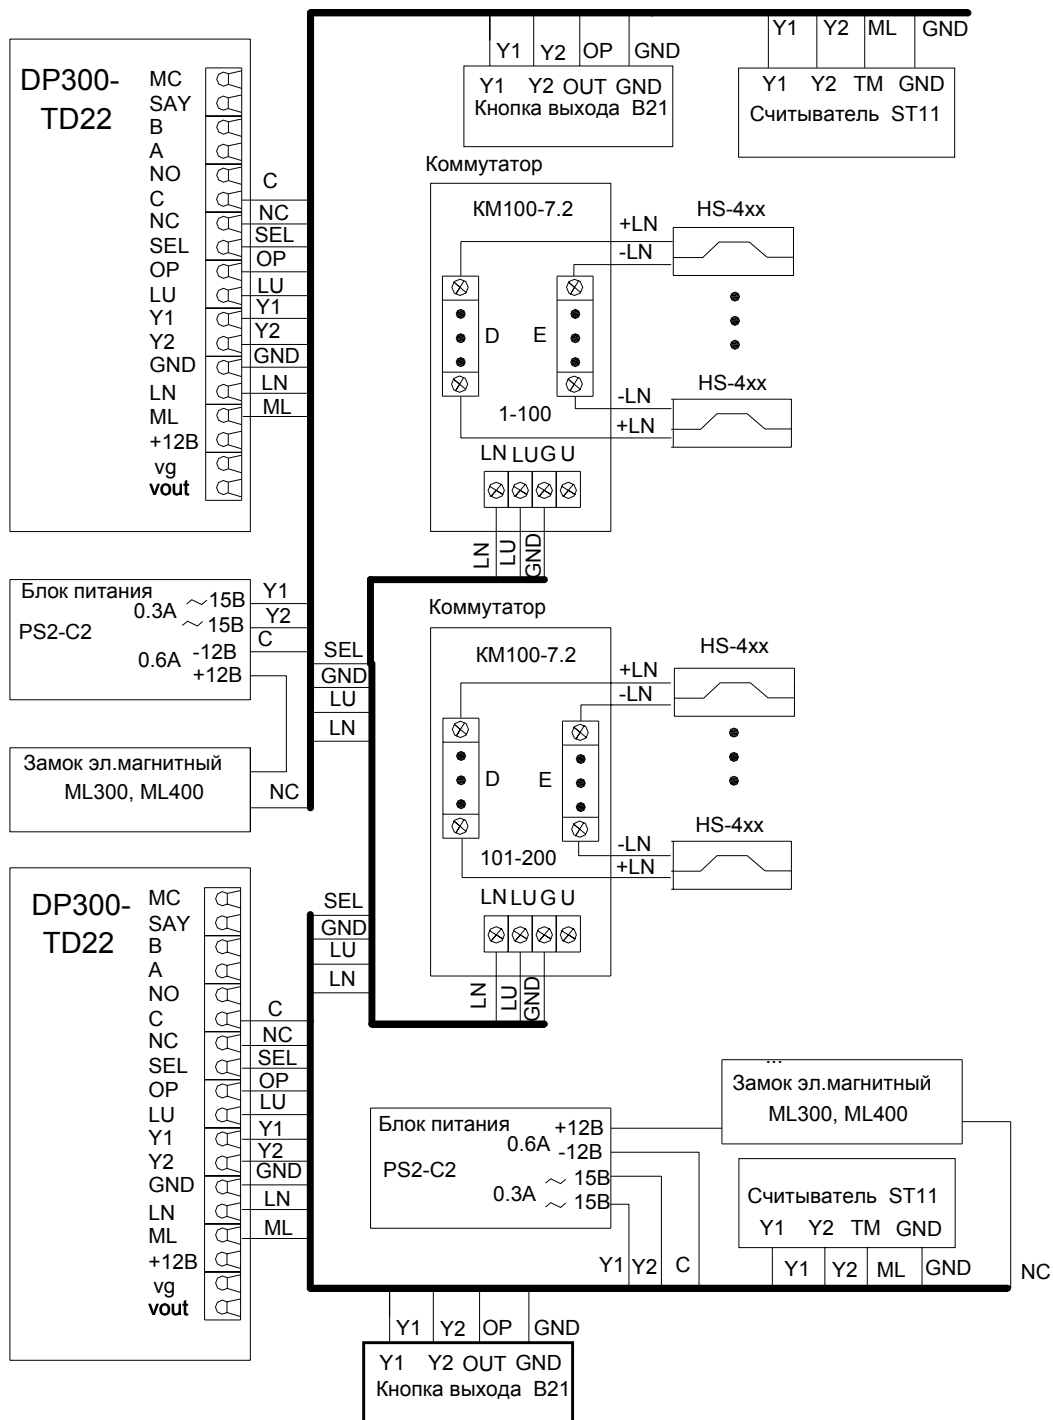 Y1 Y2 OP GND
Y1 Y2 OUT GND
Кнопка выхода B21
Y1 Y2 ML GND
Y1 Y2 TM GND
Считыватель ST11
DP300-
TD22
MC
SAY
B
A
NO
C C
NC NC
SEL SEL
OP OP
LU LU
Y1 Y1
Y2 Y2
GND GND
LN LN
ML ML
+12В
vg
vout
Коммутатор
КМ100-7.2
+LN HS-4xx
-LN
D E
HS-4xx
-LN
1-100 +LN
LN LU G U
LN LU GND
Блок питания
PS2-C2
0.3А ~15В Y1
~15В Y2
0.6А -12В C
+12В
SEL
GND
LU
LN
Замок эл.магнитный
ML300, ML400
NC
Коммутатор
КМ100-7.2
HS-4xx
+LN
-LN
D E
HS-4xx
-LN
101-200 +LN
LN LU G U
LN LU GND
DP300-
TD22
MC
SAY
B
A
NO
C C
NC NC
SEL SEL
OP OP
LU LU
Y1 Y1
Y2 Y2
GND GND
LN LN
ML ML
+12В
vg
vout
SEL
GND
LU
LN
...
Замок эл.магнитный
ML300, ML400
Блок питания
PS2-C2
+12В
0.6А -12В
~ 15В
0.3А ~ 15В
Y1 Y2 C
Считыватель ST11
Y1 Y2 TM GND
Y1 Y2 ML GND NC
Y1 Y2 OP GND
Y1 Y2 OUT GND
Кнопка выхода B21